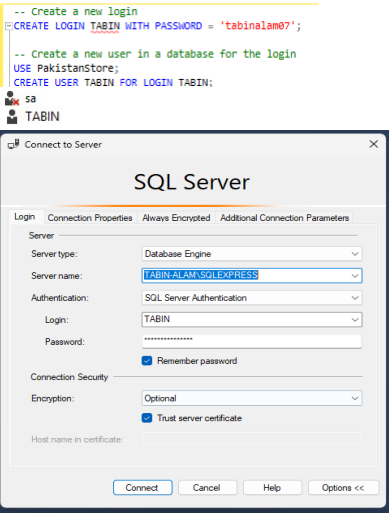 -- Create a new login
CREATE LOGIN TABIN WITH PASSWORD = 'tabinalam07';
-- Create a new user in a database for the login
USE PakistanStore;
CREATE USER TABIN FOR LOGIN TABIN;
sa
TABIN
Connect to Server
SQL Server
Login Connection Properties Always Encrypted Additional Connection Parameters
Server
Server type: Database Engine
Server name: TABIN-ALAM\SQLEXPRESS
Authentication: SQL Server Authentication
Login: TABIN
Password: ***************
Remember password
Connection Security
Encryption: Optional
Trust server certificate
Host name in certificate:
Connect Cancel Help Options <<